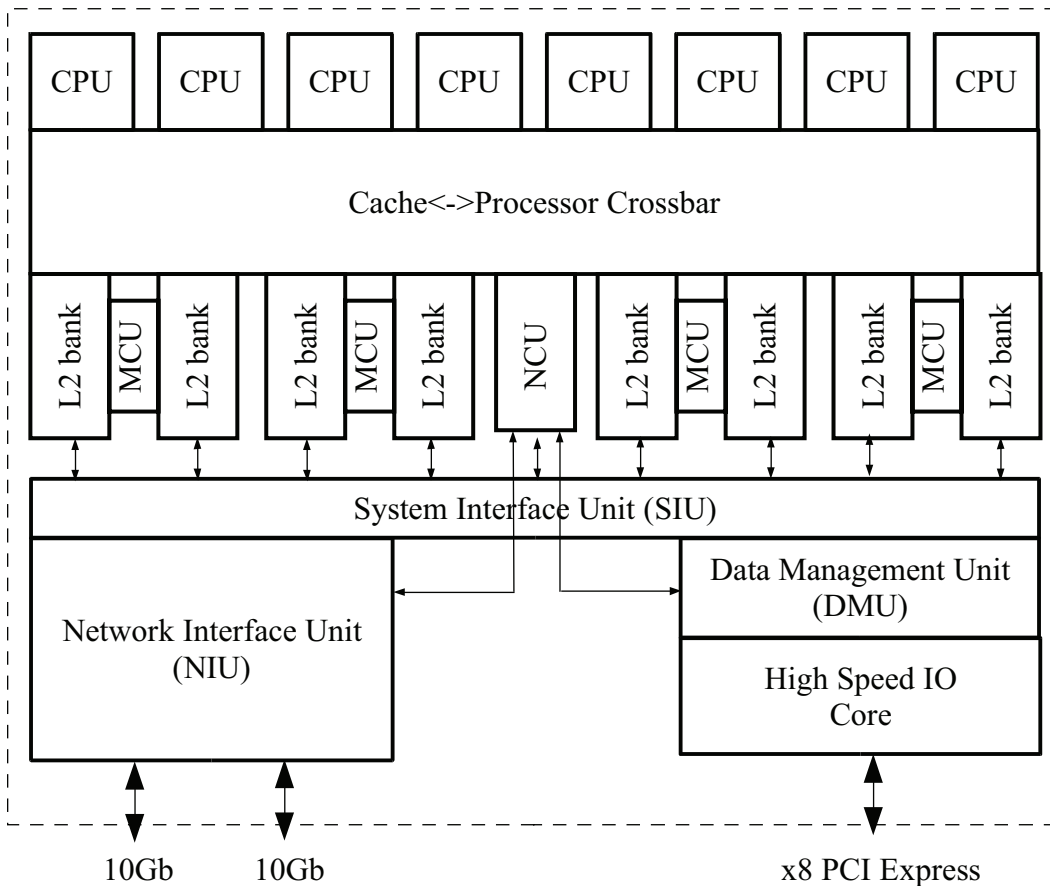 CPU CPU CPU CPU CPU CPU CPU CPU
Cache<->Processor Crossbar
L2 bank MCU L2 bank L2 bank MCU L2 bank NCU L2 bank MCU L2 bank L2 bank MCU L2 bank
System Interface Unit (SIU)
Network Interface Unit
(NIU)
Data Management Unit
(DMU)
High Speed IO
Core
10Gb 10Gb x8 PCI Express